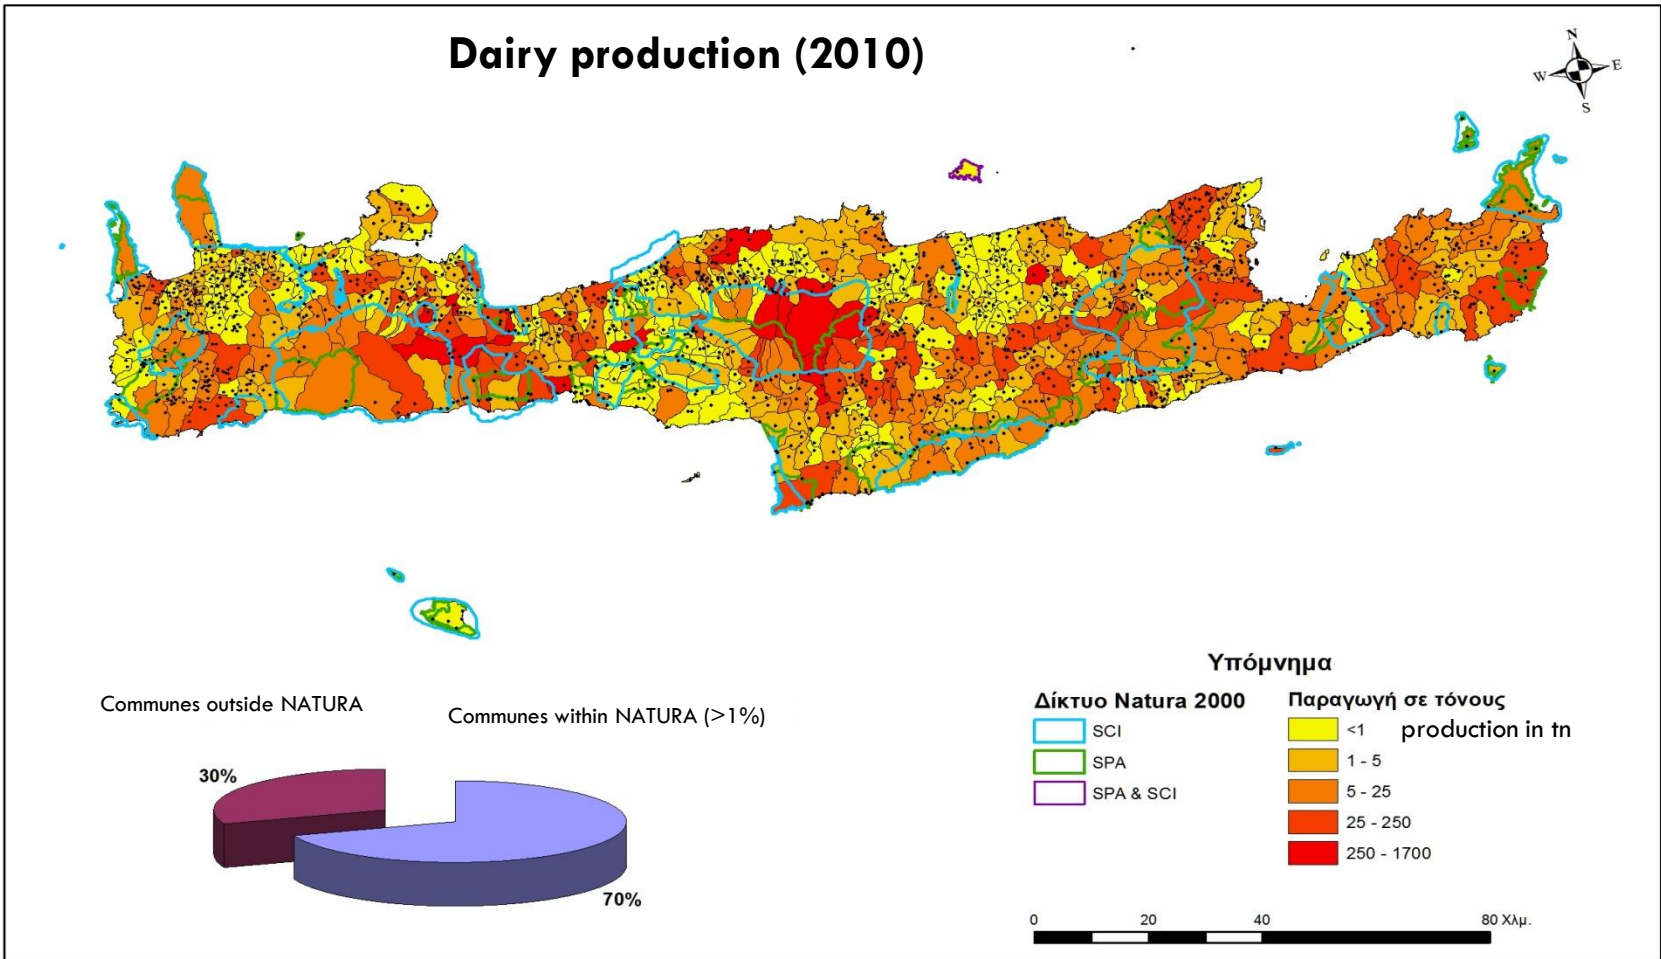 Dairy production (2010)
N
W
E
S
Communes outside NATURA
Communes within NATURA (>1%)
30%
70%
Υπόμνημα
Δίκτυο Natura 2000
SCI
SPA
SPA & SCI
Παραγωγή σε τόνους
<1 production in tn
1 - 5
5 - 25
25 - 250
250 - 1700
0 20 40 80 Χλμ.